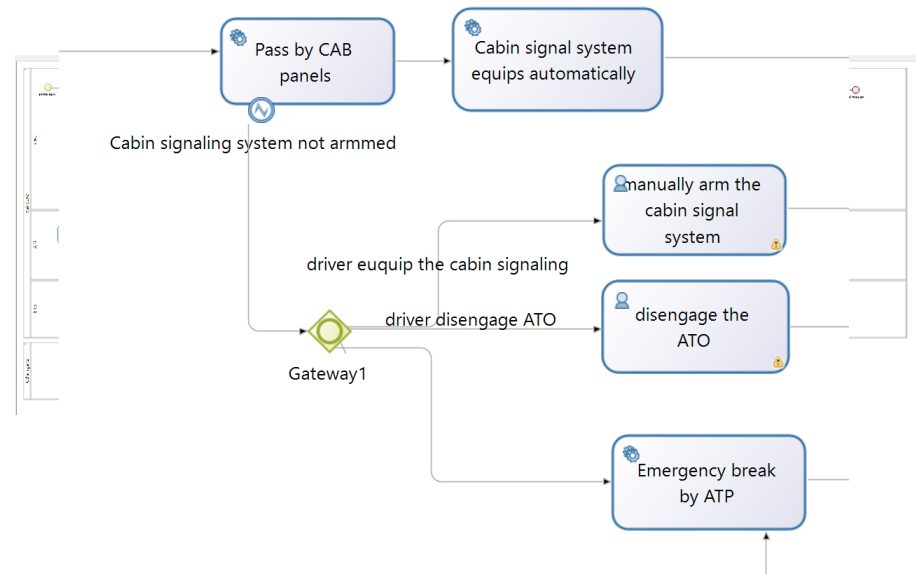 Pass by CAB
panels
Cabin signal system
equips automatically
Cabin signaling system not armmed
manually arm the
cabin signal
system
driver euquip the cabin signaling
driver disengage ATO
disengage the
ATO
Gateway1
Emergency break
by ATP